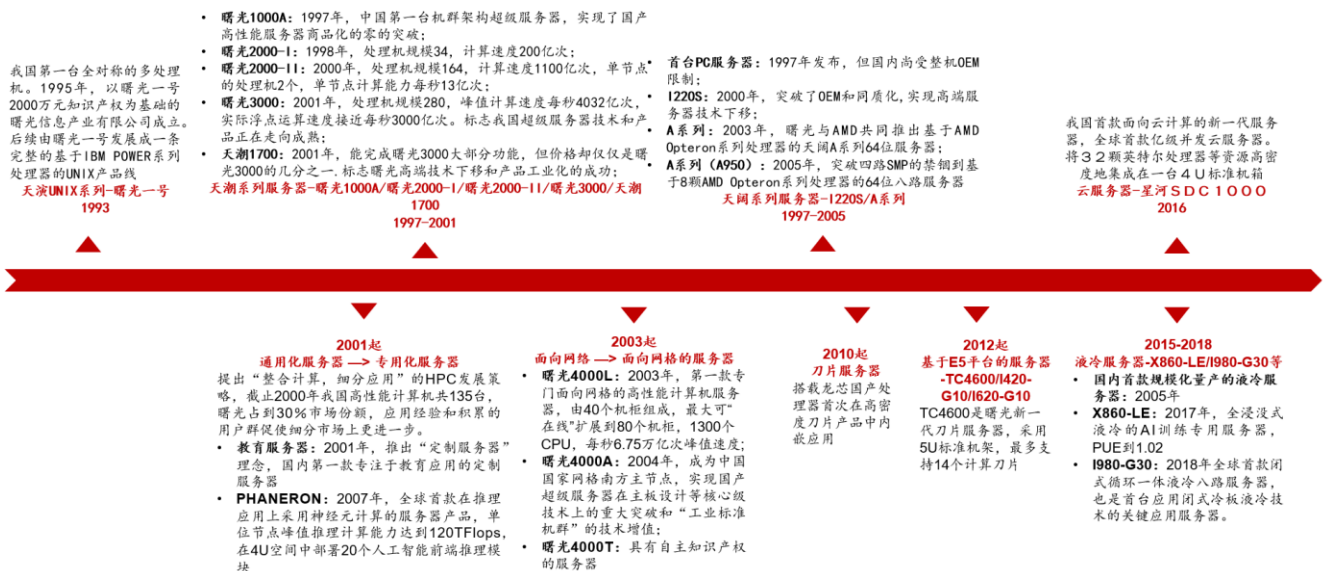 我国第一台全对称的多处理
机。1995年，以曙光一号
2000万元知识产权为基础的
曙光信息产业有限公司成立。
后续由曙光一号发展成一条
完整的基于IBM POWER系列
处理器的UNIX产品线
天演UNIX系列-曙光一号
1993
• 曙光1000A：1997年，中国第一台机群架构超级服务器，实现了国产
高性能服务器商品化的零的突破；
• 曙光2000-I：1998年，处理机规模34，计算速度200亿次；
• 曙光2000-II：2000年，处理机规模164，计算速度1100亿次，单节点
的处理机2个，单节点计算能力每秒13亿次；
• 曙光3000：2001年，处理机规模280，峰值计算速度每秒4032亿次，
实际浮点运算速度接近每秒3000亿次。标志我国超级服务器技术和产
品正在走向成熟；
• 天潮1700：2001年，能完成曙光3000大部分功能，但价格却仅仅是曙
光3000的几分之一.标志曙光高端技术下移和产品工业化的成功；
天潮系列服务器-曙光1000A/曙光2000-I/曙光2000-II/曙光3000/天潮
1700
1997-2001
• 首台PC服务器：1997年发布，但国内尚受整机OEM
限制；
• I220S：2000年，突破了OEM和同质化,实现高端服
务器技术下移；
• A系列：2003年，曙光与AMD共同推出基于AMD
Opteron系列处理器的天阔A系列64位服务器；
• A系列（A950）：2005年，突破四路SMP的禁锢到基
于8颗AMD Opteron系列处理器的64位八路服务器
天阔系列服务器-I220S/A系列
1997-2005
我国首款面向云计算的新一代服务
器，全球首款亿级并发云服务器。
将３２颗英特尔处理器等资源高密
度地集成在一台４Ｕ标准机箱
云服务器-星河ＳＤＣ１０００
2016
2001起
通用化服务器 —> 专用化服务器
提出“整合计算，细分应用”的HPC发展策
略，截止2000年我国高性能计算机共135台，
曙光占到30%市场份额，应用经验和积累的
用户群促使细分市场上更进一步。
• 教育服务器：2001年，推出“定制服务器”
理念，国内第一款专注于教育应用的定制
服务器
• PHANERON：2007年，全球首款在推理
应用上采用神经元计算的服务器产品，单
位节点峰值推理计算能力达到120TFlops，
在4U空间中部署20个人工智能前端推理模
块
2003起
面向网络 —> 面向网格的服务器
• 曙光4000L：2003年，第一款专
门面向网格的高性能计算机服务
器，由40个机柜组成，最大可“
在线”扩展到80个机柜，1300个
CPU，每秒6.75万亿次峰值速度；
• 曙光4000A：2004年，成为中国
国家网格南方主节点，实现国产
超级服务器在主板设计等核心级
技术上的重大突破和“工业标准
机群”的技术增值；
• 曙光4000T：具有自主知识产权
的服务器
2010起
刀片服务器
搭载龙芯国产处
理器首次在高密
度刀片产品中内
嵌应用
2012起
基于E5平台的服务器
-TC4600/I420-
G10/I620-G10
TC4600是曙光新一
代刀片服务器，采用
5U标准机架，最多支
持14个计算刀片
2015-2018
液冷服务器-X860-LE/I980-G30等
• 国内首款规模化量产的液冷服
务器：2005年
• X860-LE：2017年，全浸没式
液冷的AI训练专用服务器，
PUE到1.02
• I980-G30：2018年全球首款闭
式循环一体液冷八路服务器，
也是首台应用闭式冷板液冷技
术的关键应用服务器。